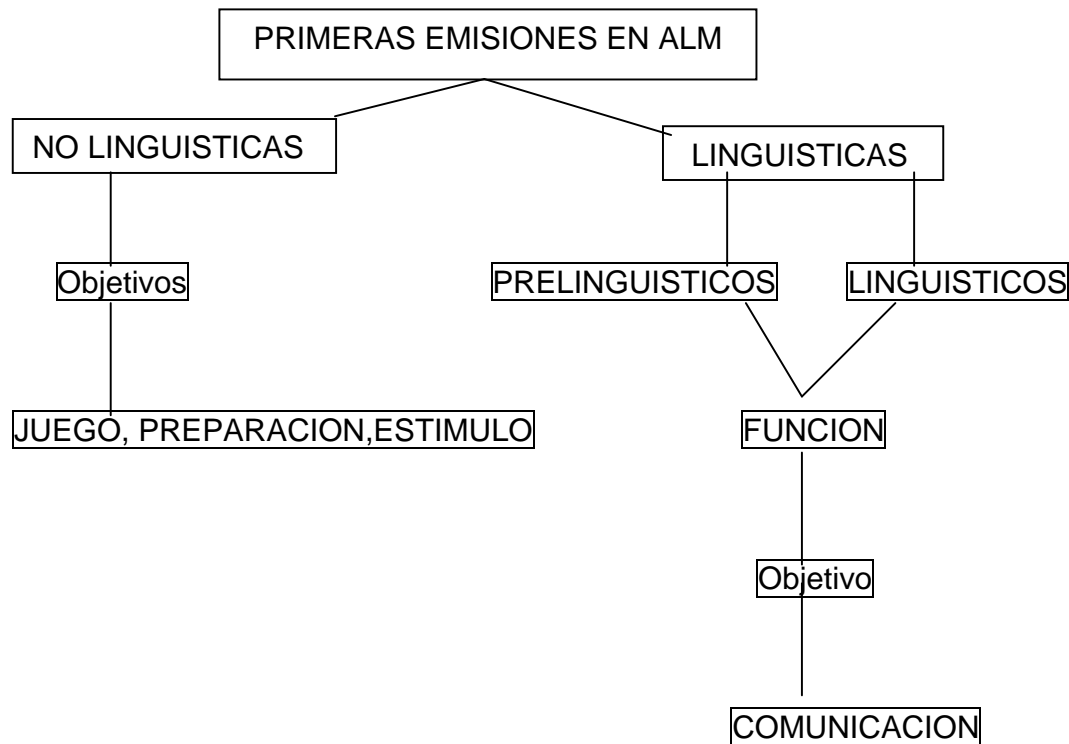 PRIMERAS EMISIONES EN ALM
NO LINGUISTICAS
LINGUISTICAS
Objetivos
PRELINGUISTICOS
LINGUISTICOS
JUEGO, PREPARACION,ESTIMULO
FUNCION
Objetivo
COMUNICACION